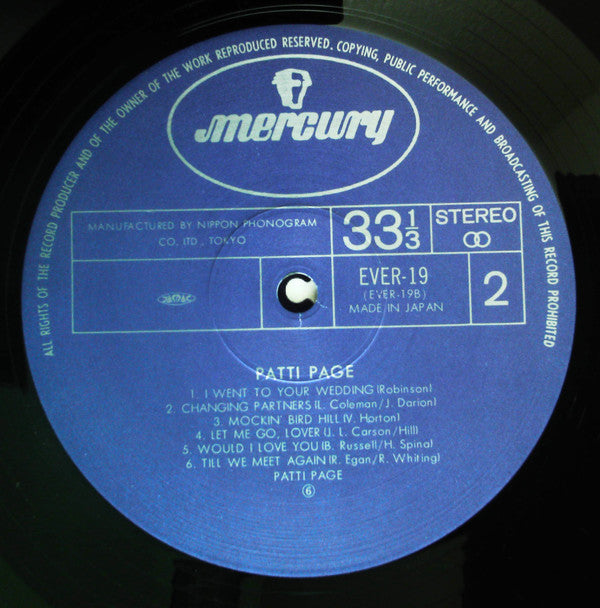 ALL RIGHTS OF THE RECORD PRODUCER AND OF THE OWNER OF THE WORK REPRODUCED RESERVED. COPYING, PUBLIC PERFORMANCE AND BROADCASTING OF THIS RECORD PROHIBITED
mercury
MANUFACTURED BY NIPPON PHONOGRAM
CO., LTD., TOKYO
33 1/3
STEREO
EVER-19
(EVER-19B)
MADE IN JAPAN
2
PATTI PAGE
1. I WENT TO YOUR WEDDING (Robinson)
2. CHANGING PARTNERS (L. Coleman/J. Darion)
3. MOCKIN' BIRD HILL (V. Horton)
4. LET ME GO, LOVER (J. L. Carson/Hill)
5. WOULD I LOVE YOU (B. Russell/H. Spina)
6. TILL WE MEET AGAIN (R. Egan/R. Whiting)
PATTI PAGE
6